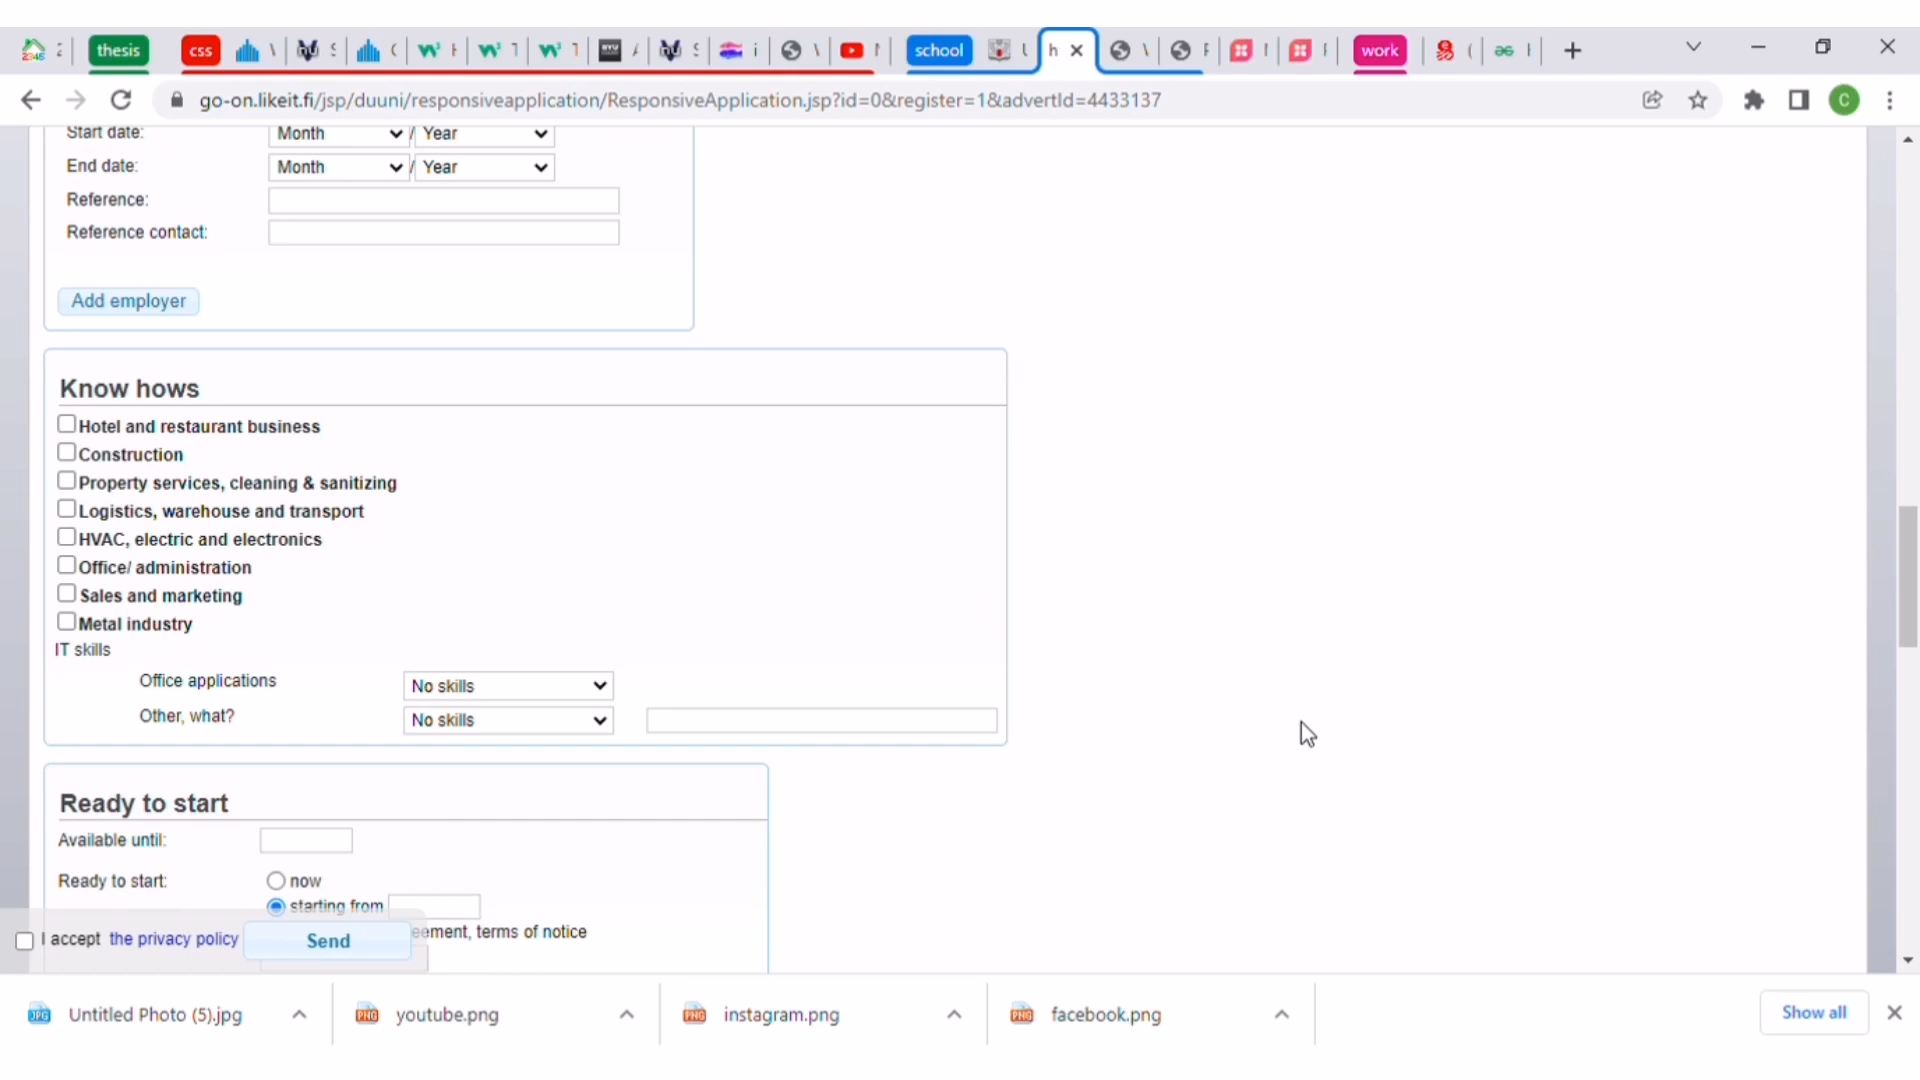 thesis css school work
go-on.likeit.fi/jsp/duuni/responsiveapplication/ResponsiveApplication.jsp?id=0&register=1&advertId=4433137
C
Start date: Month / Year
End date: Month / Year
Reference:
Reference contact:
Add employer
Know hows
Hotel and restaurant business
Construction
Property services, cleaning & sanitizing
Logistics, warehouse and transport
HVAC, electric and electronics
Office/ administration
Sales and marketing
Metal industry
IT skills
Office applications No skills
Other, what? No skills
Ready to start
Available until:
Ready to start: now
starting from
eement, terms of notice
I accept the privacy policy Send
Untitled Photo (5).jpg youtube.png instagram.png facebook.png Show all